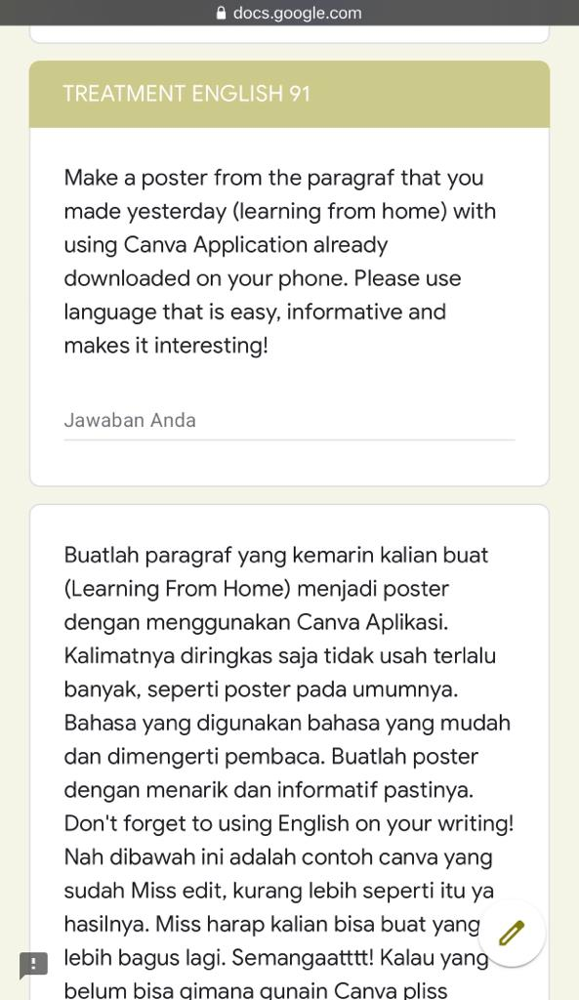 docs.google.com
TREATMENT ENGLISH 91
Make a poster from the paragraf that you
made yesterday (learning from home) with
using Canva Application already
downloaded on your phone. Please use
language that is easy, informative and
makes it interesting!
Jawaban Anda
Buatlah paragraf yang kemarin kalian buat
(Learning From Home) menjadi poster
dengan menggunakan Canva Aplikasi.
Kalimatnya diringkas saja tidak usah terlalu
banyak, seperti poster pada umumnya.
Bahasa yang digunakan bahasa yang mudah
dan dimengerti pembaca. Buatlah poster
dengan menarik dan informatif pastinya.
Don't forget to using English on your writing!
Nah dibawah ini adalah contoh canva yang
sudah Miss edit, kurang lebih seperti itu ya
hasilnya. Miss harap kalian bisa buat yang
lebih bagus lagi. Semangaatttt! Kalau yang
belum bisa gimana gunain Canva pliss